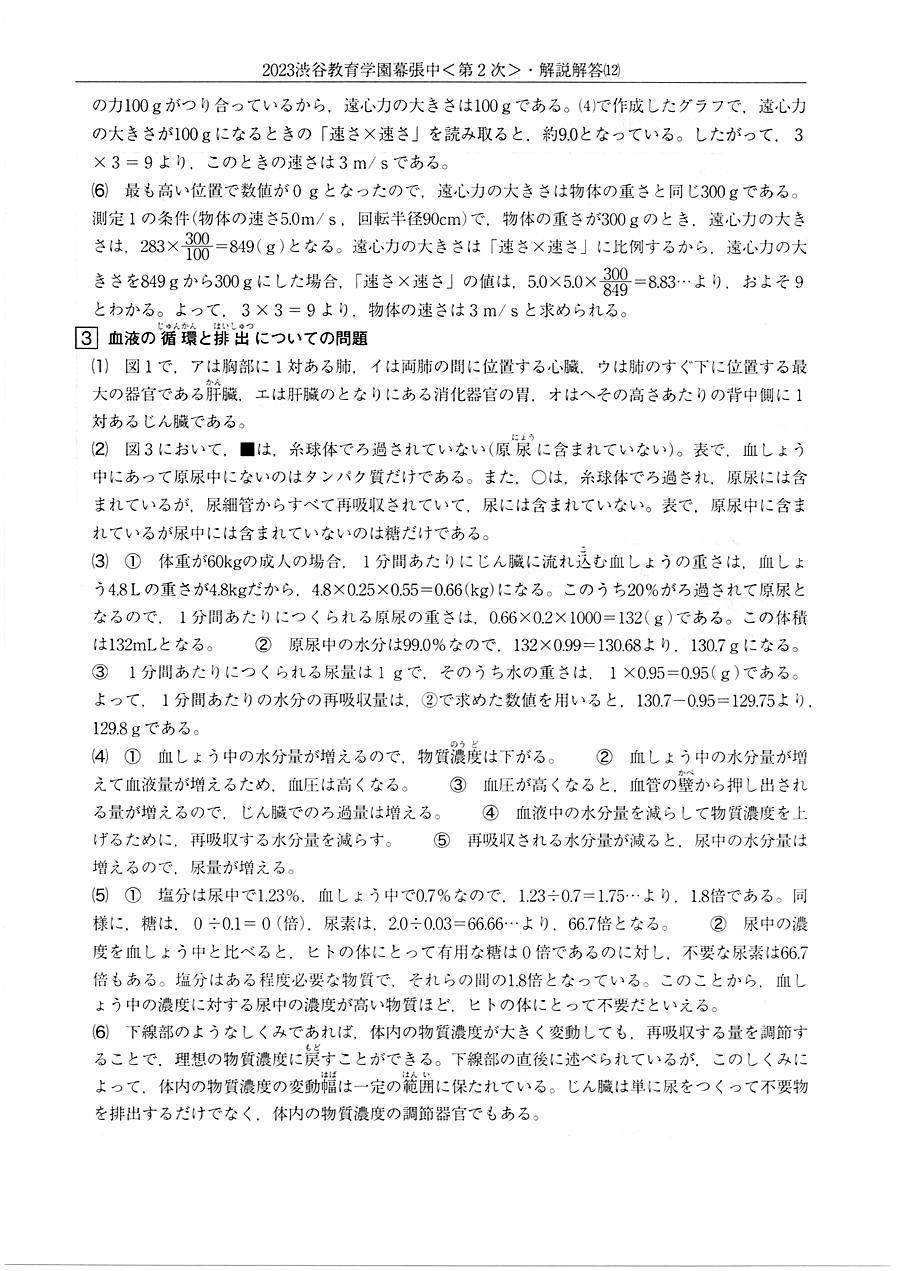 2023渋谷教育学園幕張中＜第２次＞・解説解答⑿
の力100ｇがつり合っているから，遠心力の大きさは100ｇである。⑷で作成したグラフで，遠心力
の大きさが100ｇになるときの「速さ×速さ」を読み取ると，約9.0となっている。したがって，３
×３＝９より，このときの速さは３ｍ/ｓである。
⑹　最も高い位置で数値が０ｇとなったので，遠心力の大きさは物体の重さと同じ300ｇである。
測定１の条件(物体の速さ5.0ｍ/ｓ，回転半径90cm)で，物体の重さが300ｇのとき，遠心力の大き
さは，283×300/100＝849(ｇ)となる。遠心力の大きさは「速さ×速さ」に比例するから，遠心力の大
きさを849ｇから300ｇにした場合，「速さ×速さ」の値は，5.0×5.0×300/849＝8.83…より，およそ９
とわかる。よって，３×３＝９より，物体の速さは３ｍ/ｓと求められる。
じゅんかん はいしゅつ
3 血液の循環と排出についての問題
⑴　図１で，アは胸部に１対ある肺，イは両肺の間に位置する心臓，ウは肺のすぐ下に位置する最
かん
大の器官である肝臓，エは肝臓のとなりにある消化器官の胃，オはへその高さあたりの背中側に１
対あるじん臓である。
にょう
⑵　図３において，■は，糸球体でろ過されていない(原尿に含まれていない)。表で，血しょう
中にあって原尿中にないのはタンパク質だけである。また，○は，糸球体でろ過され，原尿には含
まれているが，尿細管からすべて再吸収されていて，尿には含まれていない。表で，原尿中に含ま
れているが尿中には含まれていないのは糖だけである。
こ
⑶　①　体重が60kgの成人の場合，１分間あたりにじん臓に流れ込む血しょうの重さは，血しょ
う4.8Ｌの重さが4.8kgだから，4.8×0.25×0.55＝0.66(kg)になる。このうち20％がろ過されて原尿と
なるので，１分間あたりにつくられる原尿の重さは，0.66×0.2×1000＝132(ｇ)である。この体積
は132mLとなる。　②　原尿中の水分は99.0％なので，132×0.99＝130.68より，130.7ｇになる。
③　１分間あたりにつくられる尿量は１ｇで，そのうち水の重さは，１×0.95＝0.95(ｇ)である。
よって，１分間あたりの水分の再吸収量は，②で求めた数値を用いると，130.7－0.95＝129.75より，
129.8ｇである。
のうど
⑷　①　血しょう中の水分量が増えるので，物質濃度は下がる。　②　血しょう中の水分量が増
かべ
えて血液量が増えるため，血圧は高くなる。　③　血圧が高くなると，血管の壁から押し出され
る量が増えるので，じん臓でのろ過量は増える。　④　血液中の水分量を減らして物質濃度を上
げるために，再吸収する水分量を減らす。　⑤　再吸収される水分量が減ると，尿中の水分量は
増えるので，尿量が増える。
⑸　①　塩分は尿中で1.23％，血しょう中で0.7％なので，1.23÷0.7＝1.75…より，1.8倍である。同
様に，糖は，０÷0.1＝０(倍)，尿素は，2.0÷0.03＝66.66…より，66.7倍となる。　②　尿中の濃
度を血しょう中と比べると，ヒトの体にとって有用な糖は０倍であるのに対し，不要な尿素は66.7
倍もある。塩分はある程度必要な物質で，それらの間の1.8倍となっている。このことから，血し
ょう中の濃度に対する尿中の濃度が高い物質ほど，ヒトの体にとって不要だといえる。
⑹　下線部のようなしくみであれば，体内の物質濃度が大きく変動しても，再吸収する量を調節す
もど
ることで，理想の物質濃度に戻すことができる。下線部の直後に述べられているが，このしくみに
はば はんい
よって，体内の物質濃度の変動幅は一定の範囲に保たれている。じん臓は単に尿をつくって不要物
を排出するだけでなく，体内の物質濃度の調節器官でもある。